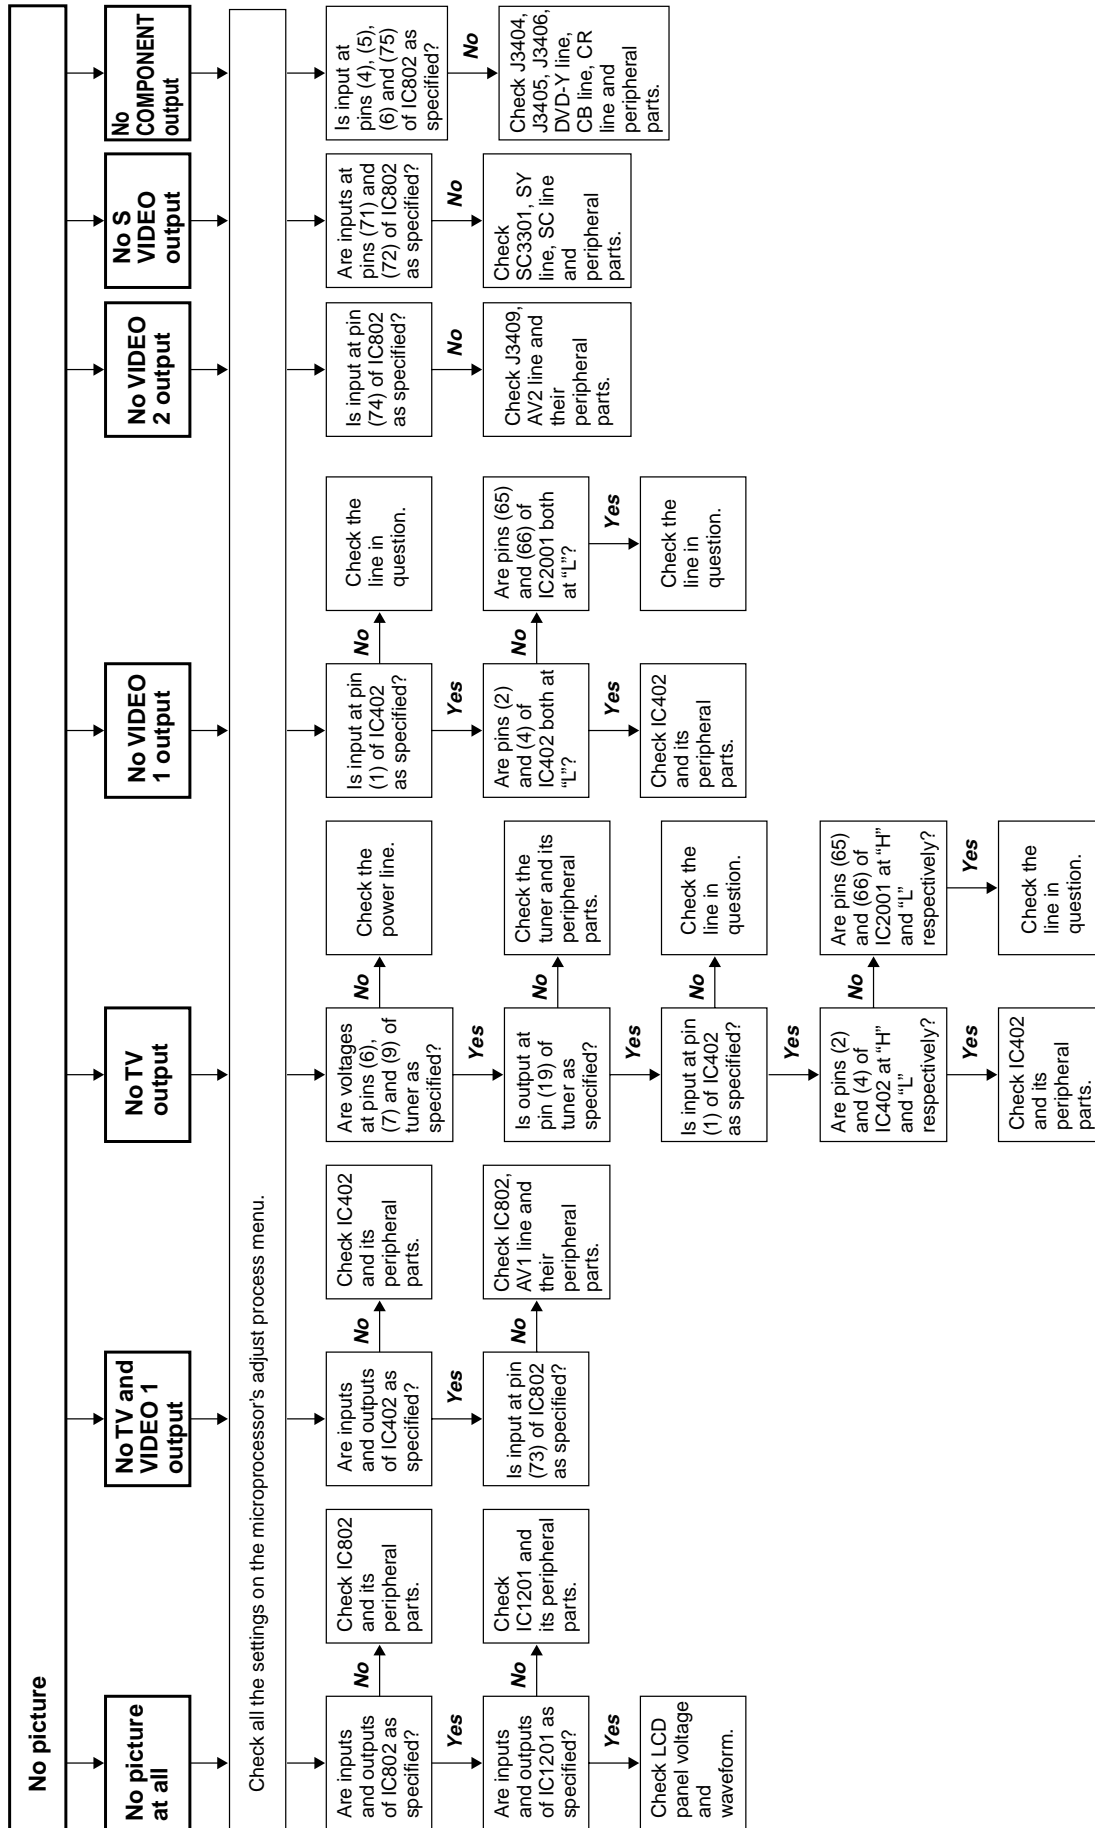 No picture
No picture
at all
No TV and
VIDEO 1
output
No TV
output
No VIDEO
1 output
No VIDEO
2 output
No S
VIDEO
output
No
COMPONENT
output
Check all the settings on the microprocessor's adjust process menu.
Are inputs
and outputs
of IC802 as
specified?
No
Check IC802
and its
peripheral
parts.
Yes
Are inputs
and outputs
of IC1201 as
specified?
No
Check
IC1201 and
its peripheral
parts.
Yes
Check LCD
panel voltage
and
waveform.
Are inputs
and outputs
of IC402 as
specified?
No
Check IC402
and its
peripheral
parts.
Yes
Is input at pin
(73) of IC802
as specified?
No
Check IC802,
AV1 line and
their
peripheral
parts.
Are voltages
at pins (6),
(7) and (9) of
tuner as
specified?
No
Check the
power line.
Yes
Is output at
pin (19) of
tuner as
specified?
No
Check the
tuner and its
peripheral
parts.
Yes
Is input at pin
(1) of IC402
as specified?
No
Check the
line in
question.
Yes
Are pins (2)
and (4) of
IC402 at “H”
and “L”
respectively?
No
Are pins (65)
and (66) of
IC2001 at “H”
and “L”
respectively?
Yes
Check IC402
and its
peripheral
parts.
Yes
Check the
line in
question.
Is input at pin
(1) of IC402
as specified?
No
Check the
line in
question.
Yes
Are pins (2)
and (4) of
IC402 both at
“L”?
No
Are pins (65)
and (66) of
IC2001 both
at “L”?
Yes
Check IC402
and its
peripheral
parts.
Yes
Check the
line in
question.
Is input at pin
(74) of IC802
as specified?
No
Check J3409,
AV2 line and
their
peripheral
parts.
Are inputs at
pins (71) and
(72) of IC802
as specified?
No
Check
SC3301, SY
line, SC line
and
peripheral
parts.
Is input at
pins (4), (5),
(6) and (75)
of IC802 as
specified?
No
Check J3404,
J3405, J3406,
DVD-Y line,
CB line, CR
line and
peripheral
parts.